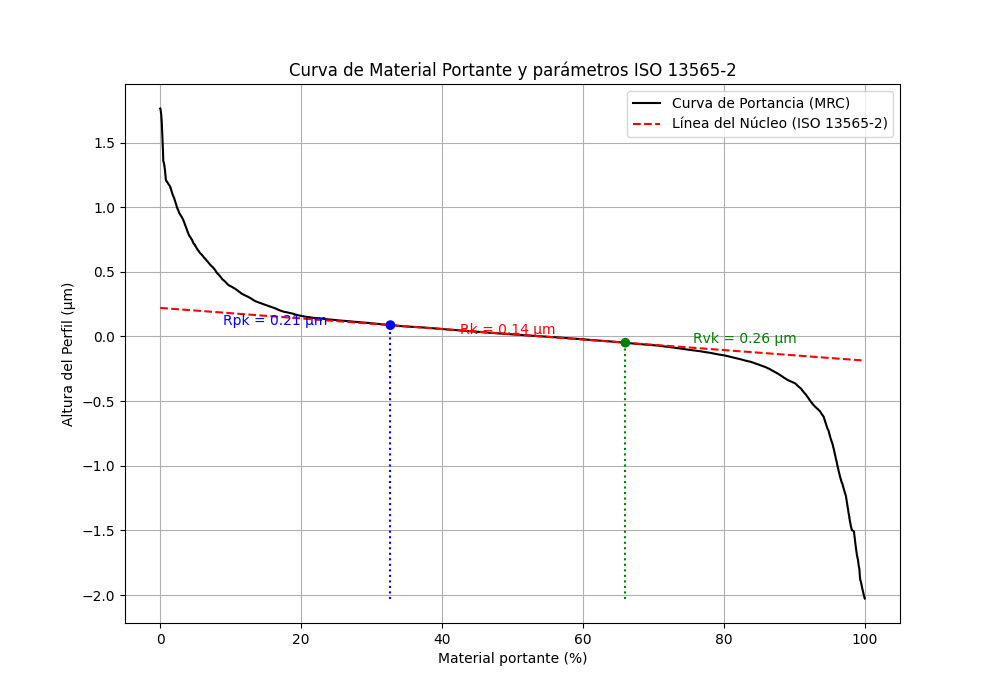 Curva de Material Portante y parámetros ISO 13565-2
Curva de Portancia (MRC)
Línea del Núcleo (ISO 13565-2)
Altura del Perfil (μm)
1.5
1.0
0.5
0.0
−0.5
−1.0
−1.5
−2.0
Rpk = 0.21 μm
Rk = 0.14 μm
Rvk = 0.26 μm
0 20 40 60 80 100
Material portante (%)